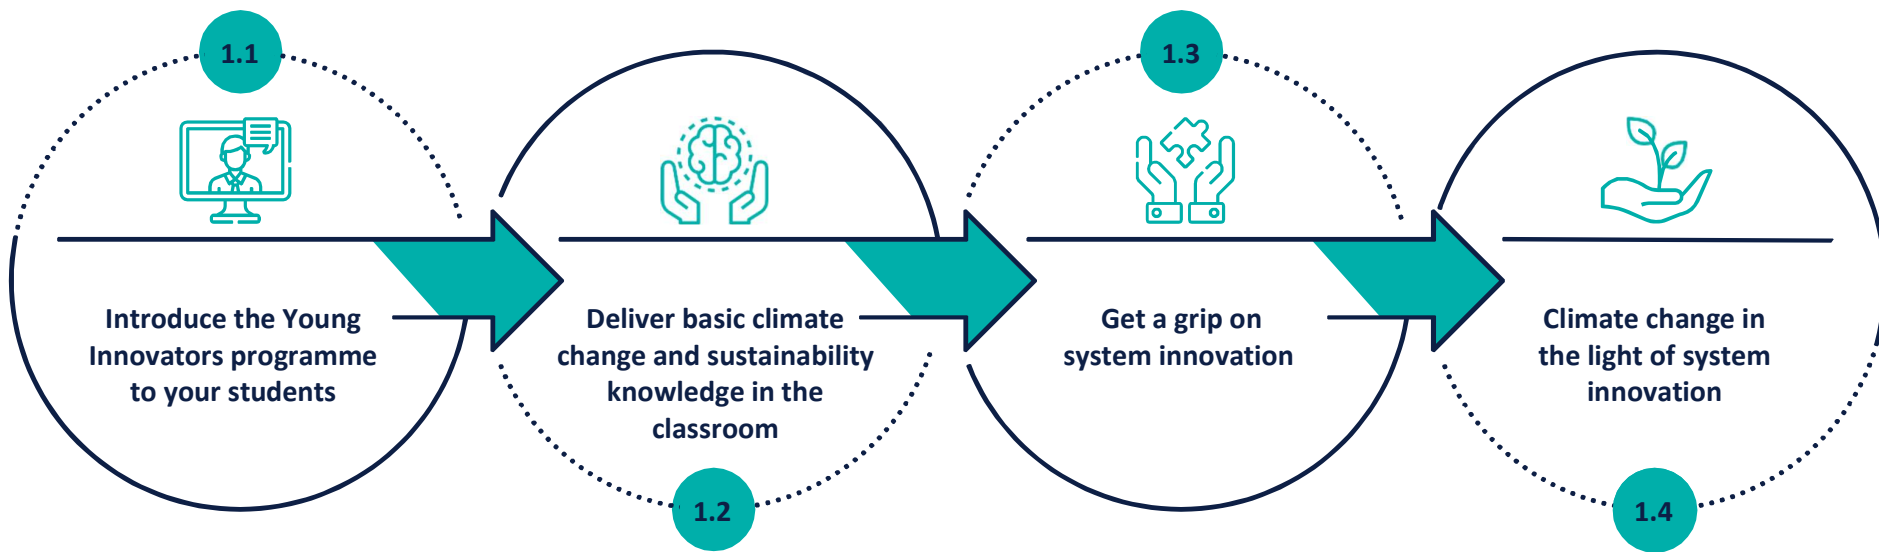 1.1
Introduce the Young
Innovators programme
to your students
1.2
Deliver basic climate
change and sustainability
knowledge in the
classroom
1.3
Get a grip on
system innovation
1.4
Climate change in
the light of system
innovation